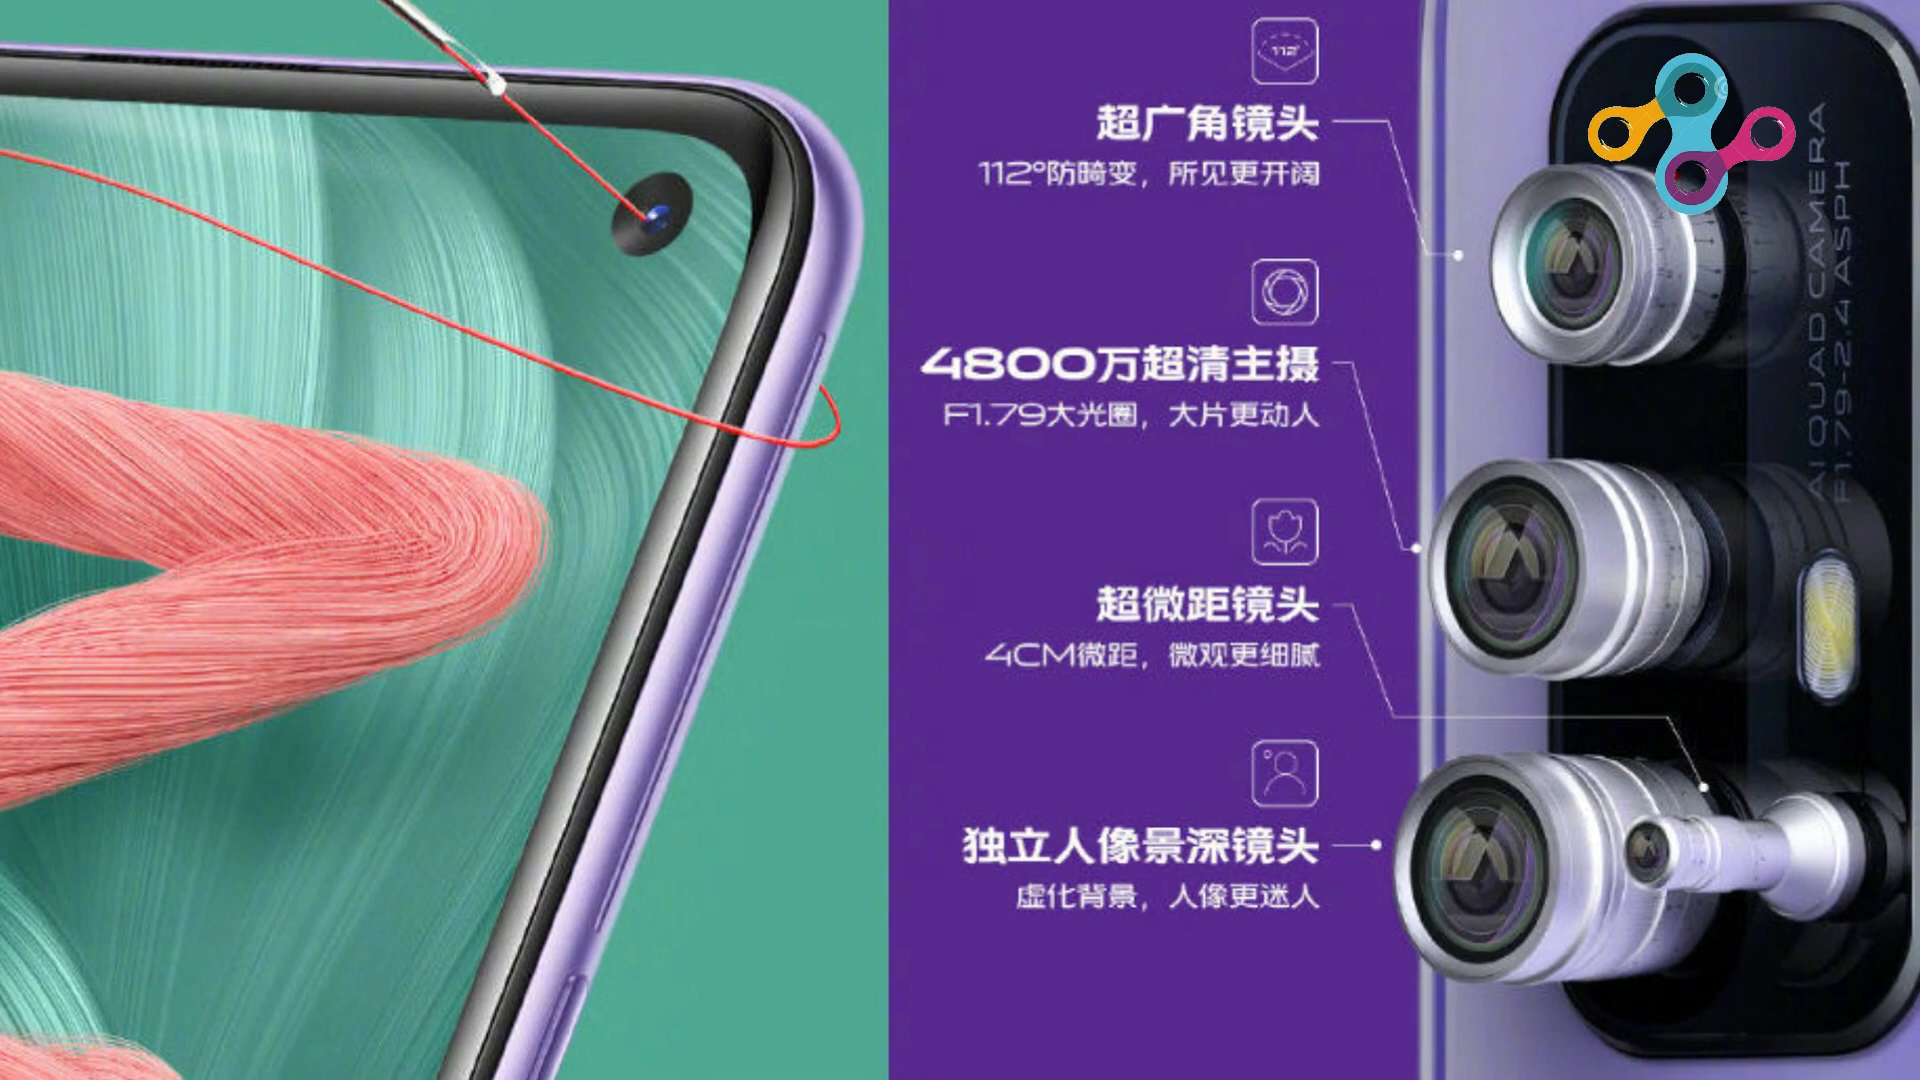 112°
超广角镜头
112°防畸变，所见更开阔
4800万超清主摄
F1.79大光圈，大片更动人
超微距镜头
4CM微距，微观更细腻
独立人像景深镜头
虚化背景，人像更迷人
AI QUAD CAMERA
F1.79-2.4 ASPH